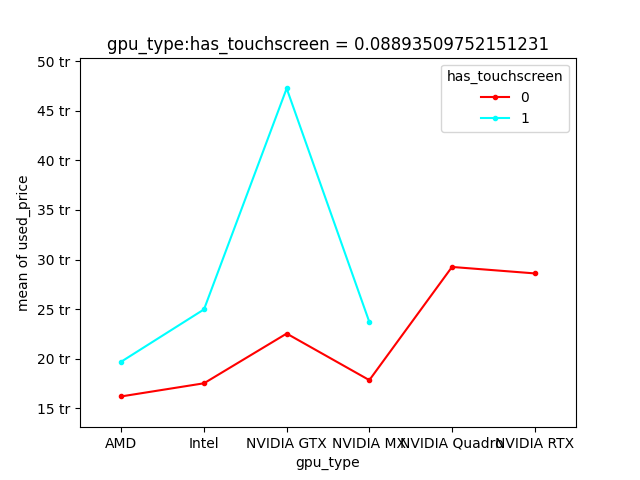 gpu_type:has_touchscreen = 0.08893509752151231
50 tr
45 tr
40 tr
35 tr
30 tr
25 tr
20 tr
15 tr
mean of used_price
has_touchscreen
0
1
AMD Intel NVIDIA GTX NVIDIA MX NVIDIA Quadro NVIDIA RTX
gpu_type